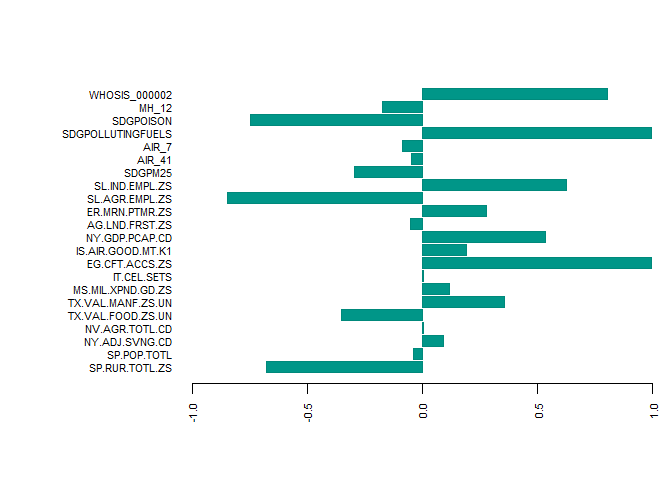 WHOSIS_000002
MH_12
SDGPOISON
SDGPOLLUTINGFUELS
AIR_7
AIR_41
SDGPM25
SL.IND.EMPL.ZS
SL.AGR.EMPL.ZS
ER.MRN.PTMR.ZS
AG.LND.FRST.ZS
NY.GDP.PCAP.CD
IS.AIR.GOOD.MT.K1
EG.CFT.ACCS.ZS
IT.CEL.SETS
MS.MIL.XPND.GD.ZS
TX.VAL.MANF.ZS.UN
TX.VAL.FOOD.ZS.UN
NV.AGR.TOTL.CD
NY.ADJ.SVNG.CD
SP.POP.TOTL
SP.RUR.TOTL.ZS
-1.0
-0.5
0.0
0.5
1.0